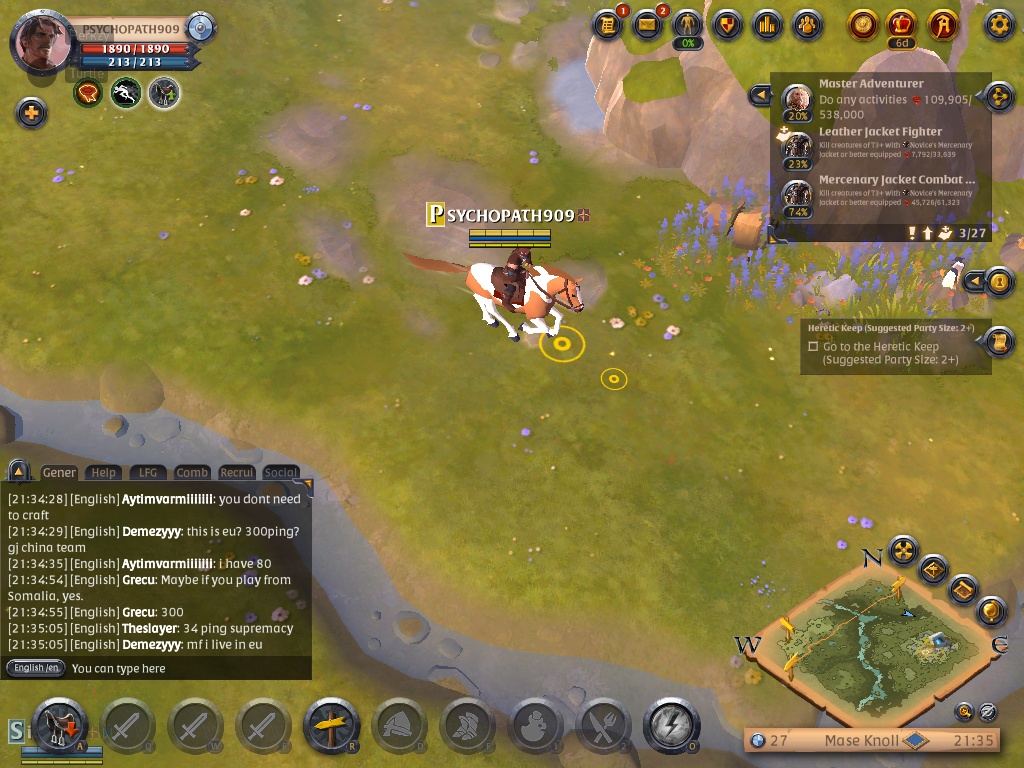 PSYCHOPATH909
1890 / 1890
213 / 213
Turtle
1
2
0%
6d
Master Adventurer
Do any activities 109,905/
538,000
20%
Leather Jacket Fighter
Kill creatures of T3+ with Novice's Mercenary
Jacket or better equipped 7,792/33,639
23%
Mercenary Jacket Combat ...
Kill creatures of T3+ with Novice's Mercenary
Jacket or better equipped 45,726/61,323
74%
3/27
PSYCHOPATH909
Heretic Keep (Suggested Party Size: 2+)
Go to the Heretic Keep
(Suggested Party Size: 2+)
Gener Help LFG Comb Recrui Social
[21:34:28] [English] Aytimvarmiiiiiii: you dont need
to craft
[21:34:29] [English] Demezyyy: this is eu? 300ping?
gj china team
[21:34:35] [English] Aytimvarmiiiiiii: i have 80
[21:34:54] [English] Grecu: Maybe if you play from
Somalia, yes.
[21:34:55] [English] Grecu: 300
[21:35:05] [English] Theslayer: 34 ping supremacy
[21:35:05] [English] Demezyyy: mf i live in eu
English /en You can type here
N
W E
A Q W E R D F 1 2 O
27 Mase Knoll 21:35